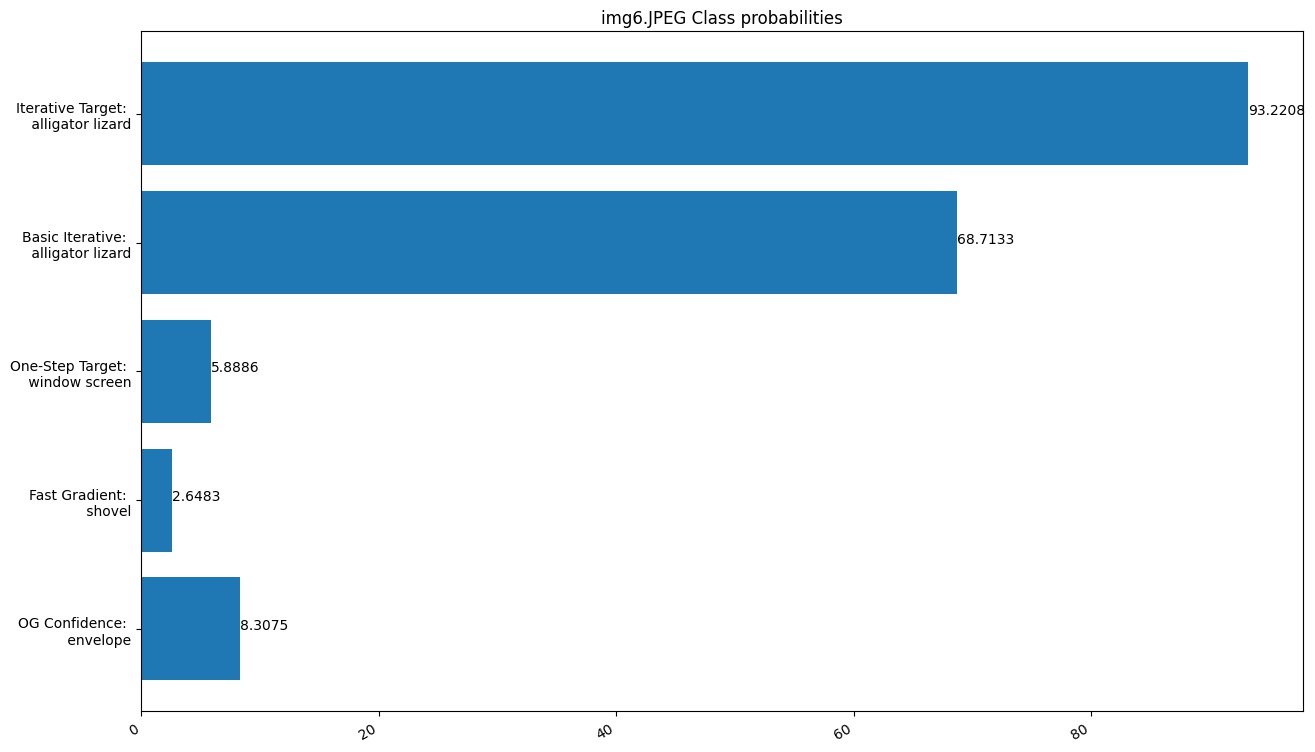 img6.JPEG Class probabilities
Iterative Target:
alligator lizard
93.2208
Basic Iterative:
alligator lizard
68.7133
One-Step Target:
window screen
5.8886
Fast Gradient:
shovel
2.6483
OG Confidence:
envelope
8.3075
0
20
40
60
80